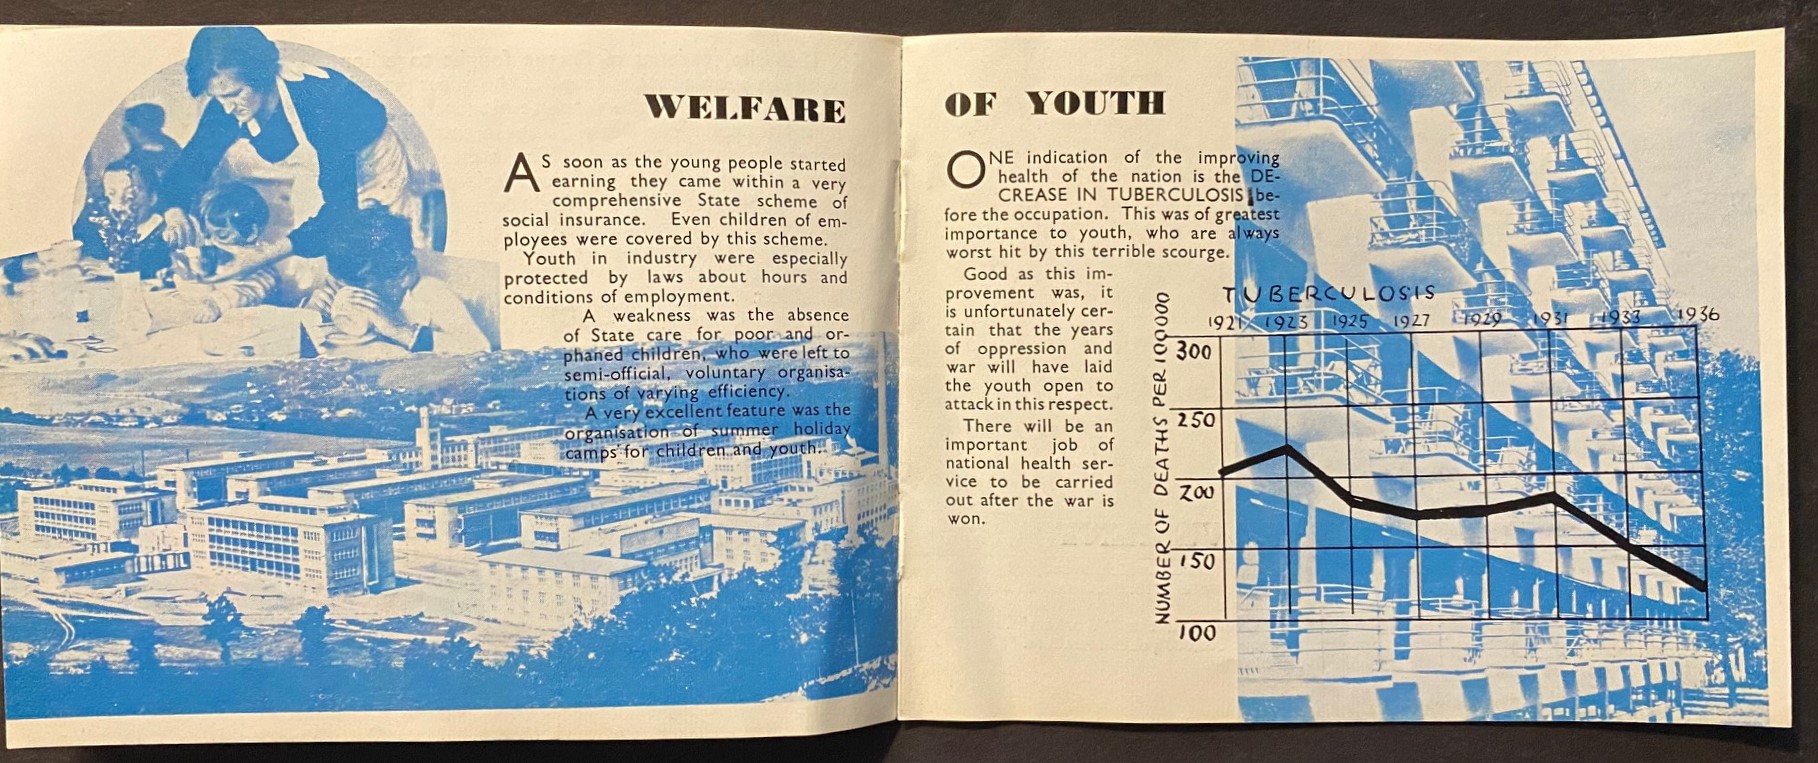 WELFARE
AS soon as the young people started
earning they came within a very
comprehensive State scheme of
social insurance. Even children of em-
ployees were covered by this scheme.
Youth in industry were especially
protected by laws about hours and
conditions of employment.
A weakness was the absence
of State care for poor and or-
phaned children, who were left to
semi-official, voluntary organisa-
tions of varying efficiency.
A very excellent feature was the
organisation of summer holiday
camps for children and youth.
OF YOUTH
ONE indication of the improving
health of the nation is the DE-
CREASE IN TUBERCULOSIS be-
fore the occupation. This was of greatest
importance to youth, who are always
worst hit by this terrible scourge.
Good as this im-
provement was, it
is unfortunately cer-
tain that the years
of oppression and
war will have laid
the youth open to
attack in this respect.
There will be an
important job of
national health ser-
vice to be carried
out after the war is
won.
TUBERCULOSIS
1921 1923 1925 1927 1929 1931 1933 1936
NUMBER OF DEATHS PER 100000
300
250
200
150
100